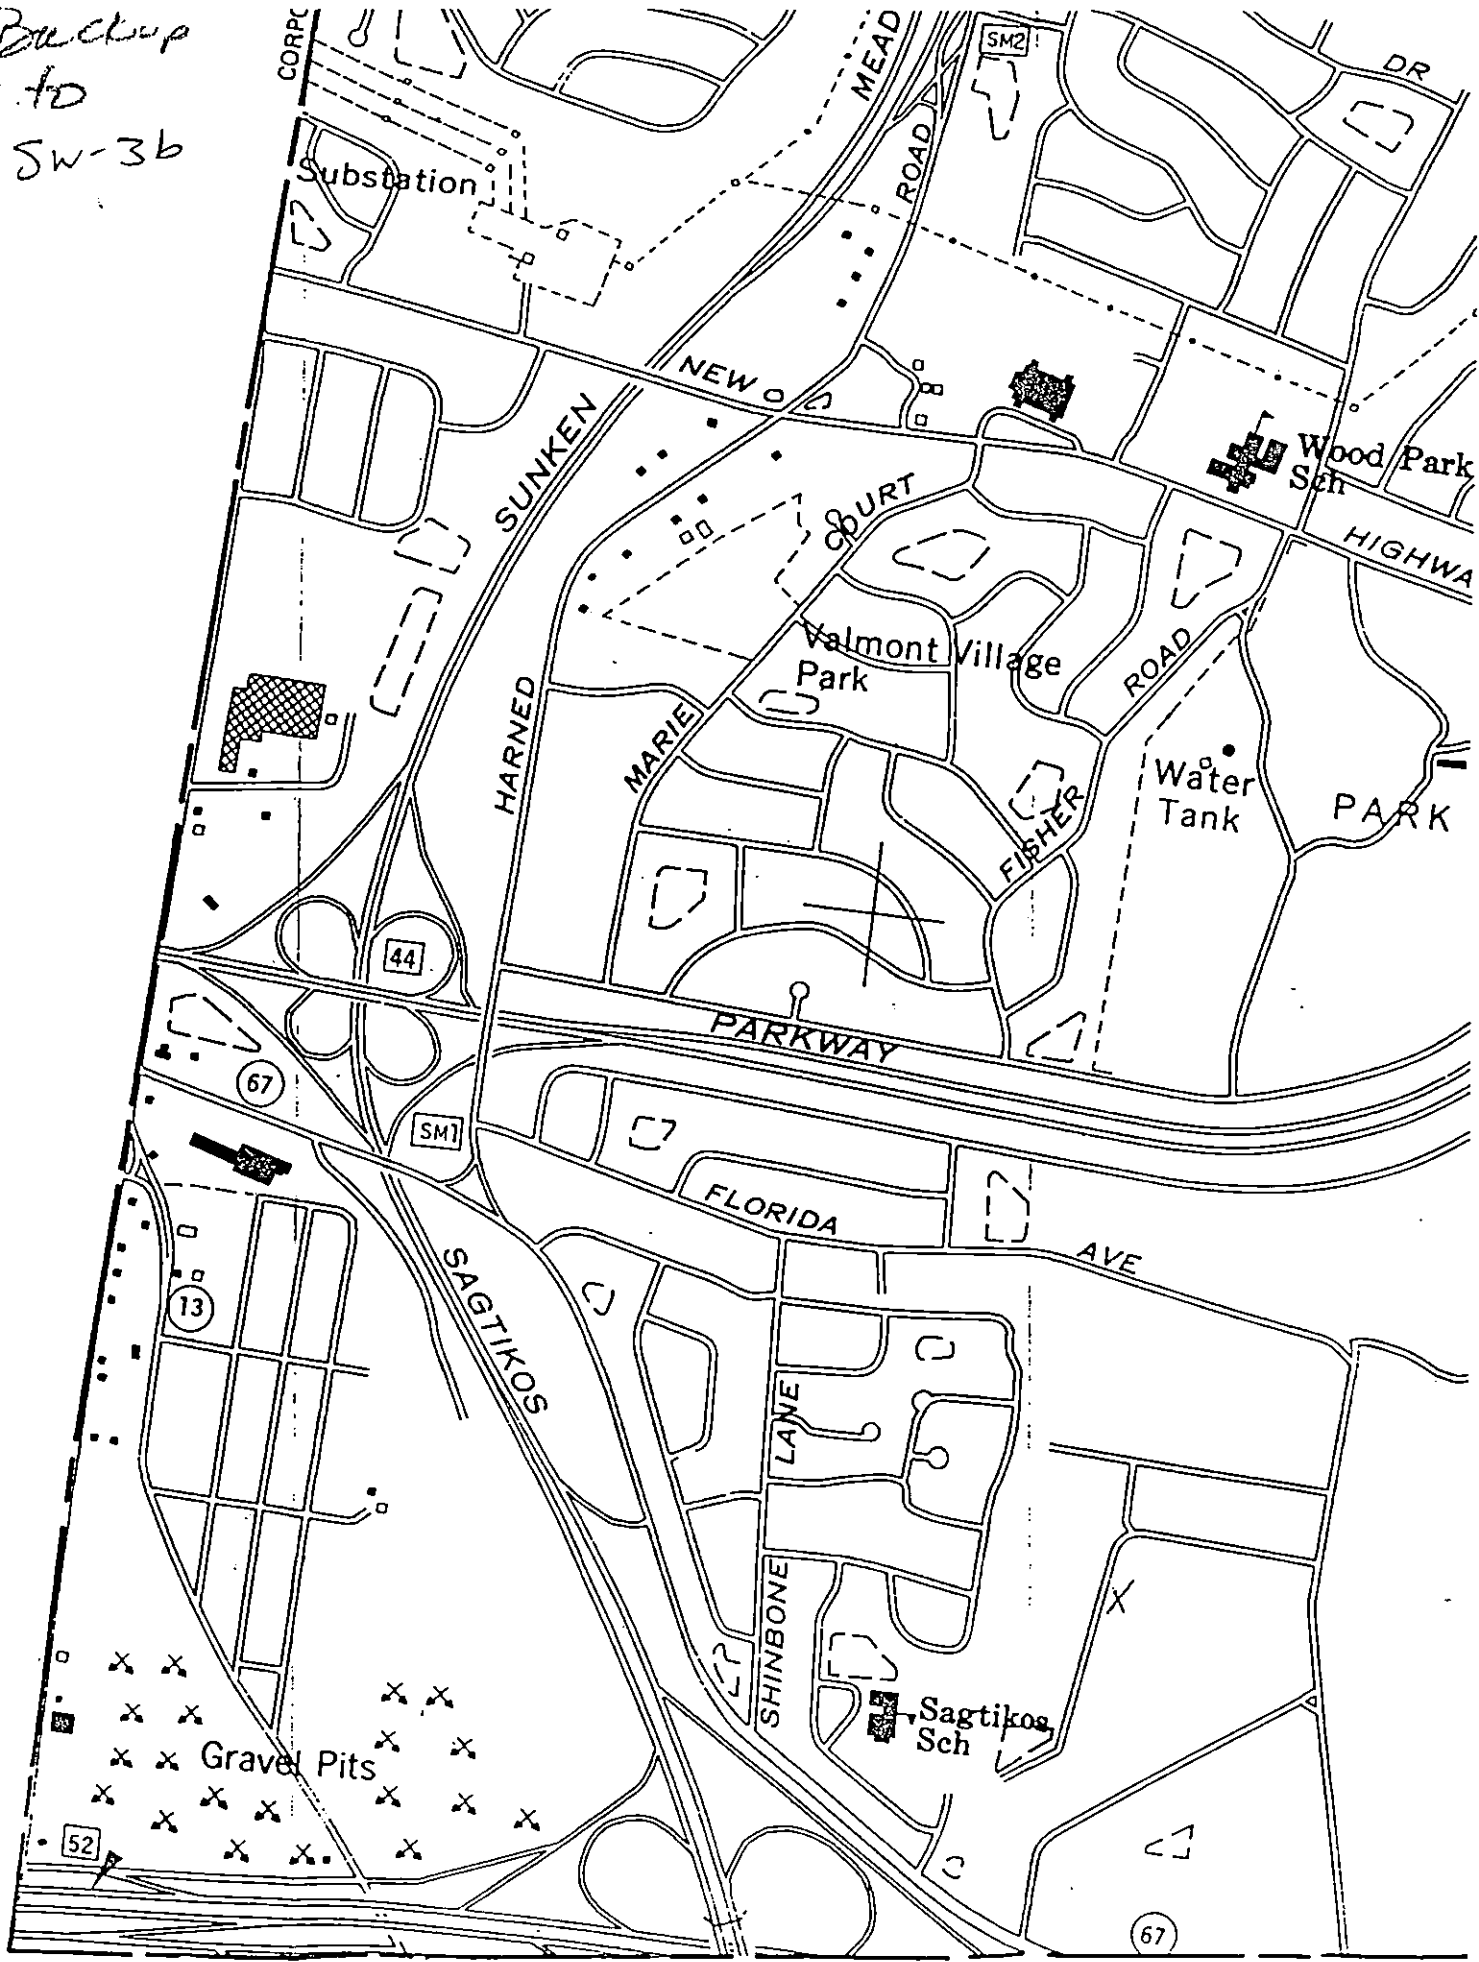 Backup
to
SW-3b
CORPO
MEAD
SM2
DR
ROAD
Substation
NEW
SUNKEN
COURT
Wood Park
Sch
HIGHWA
Valmont Village
Park
ROAD
HARNED
MARIE
Water
Tank
PARK
FISHER
44
PARKWAY
67
SM1
FLORIDA
AVE
SAGTIKOS
13
LANE
X
SHINBONE
Sagtikos
Sch
Gravel Pits
52
67